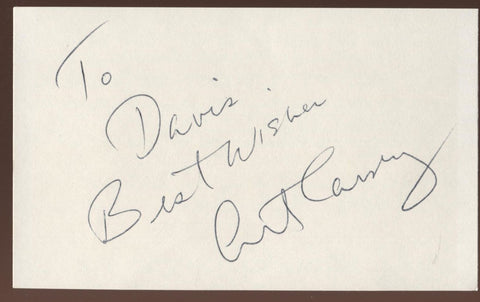 To
Davis
Best Wishes
Art Carney